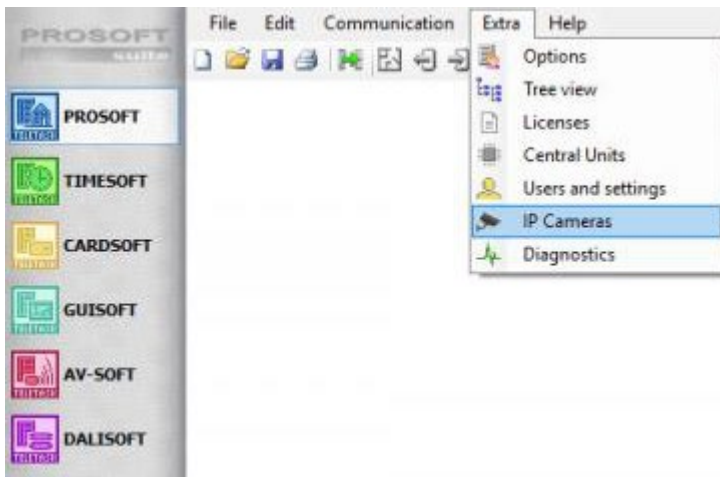 PROSOFT
suite
File Edit Communication Extra Help
Options
Tree view
Licenses
Central Units
Users and settings
IP Cameras
Diagnostics
PROSOFT
TIMESOFT
CARDSOFT
GUISOFT
AV-SOFT
DALISOFT